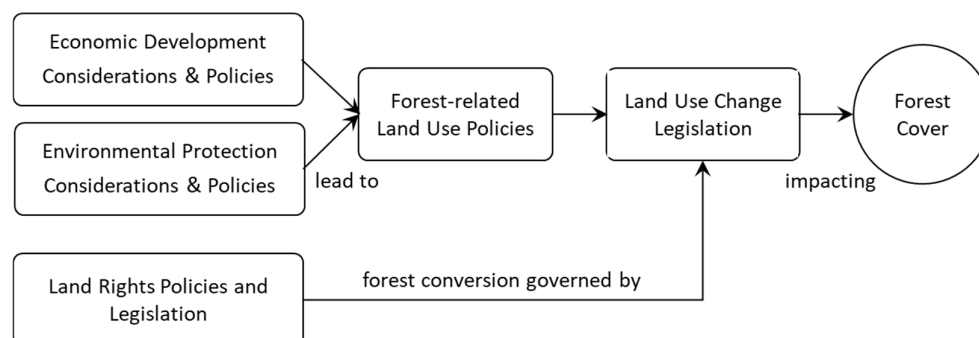 Economic Development
Considerations & Policies
Environmental Protection
Considerations & Policies
lead to
Forest-related
Land Use Policies
Land Use Change
Legislation
impacting
Forest
Cover
Land Rights Policies and
Legislation
forest conversion governed by